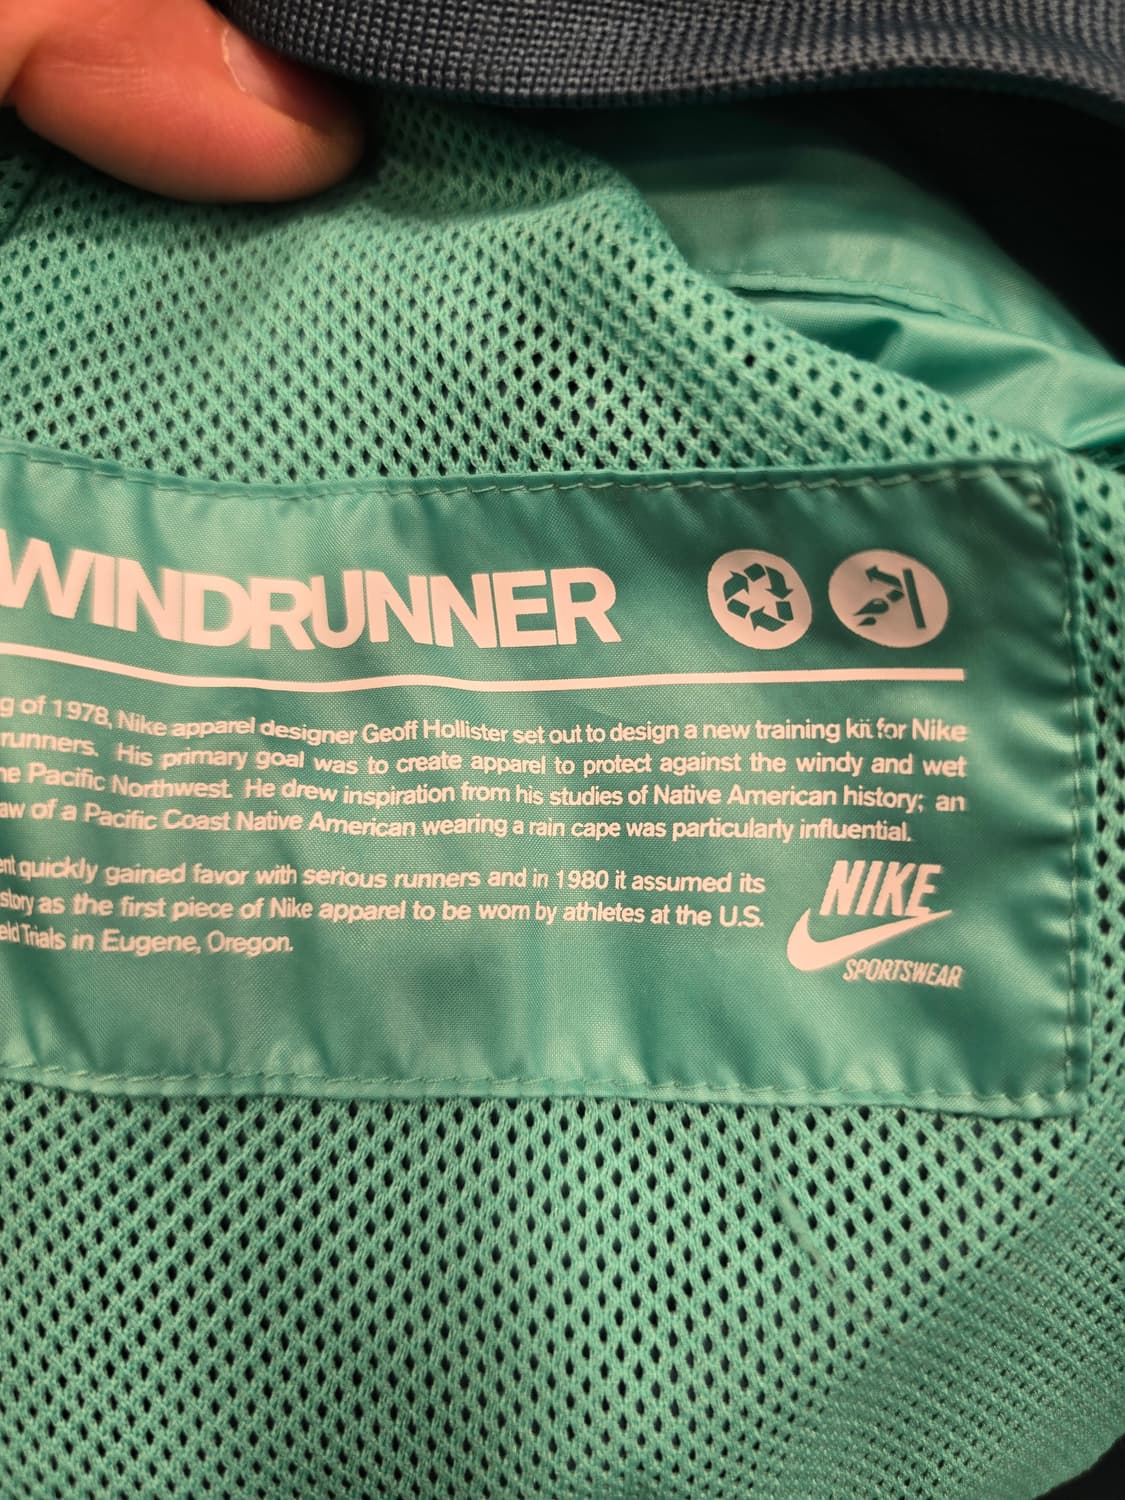 WINDRUNNER
g of 1978, Nike apparel designer Geoff Hollister set out to design a new training kit for Nike
runners. His primary goal was to create apparel to protect against the windy and wet
he Pacific Northwest. He drew inspiration from his studies of Native American history; an
aw of a Pacific Coast Native American wearing a rain cape was particularly influential.
ent quickly gained favor with serious runners and in 1980 it assumed its
story as the first piece of Nike apparel to be worn by athletes at the U.S.
eld Trials in Eugene, Oregon.
NIKE
SPORTSWEAR